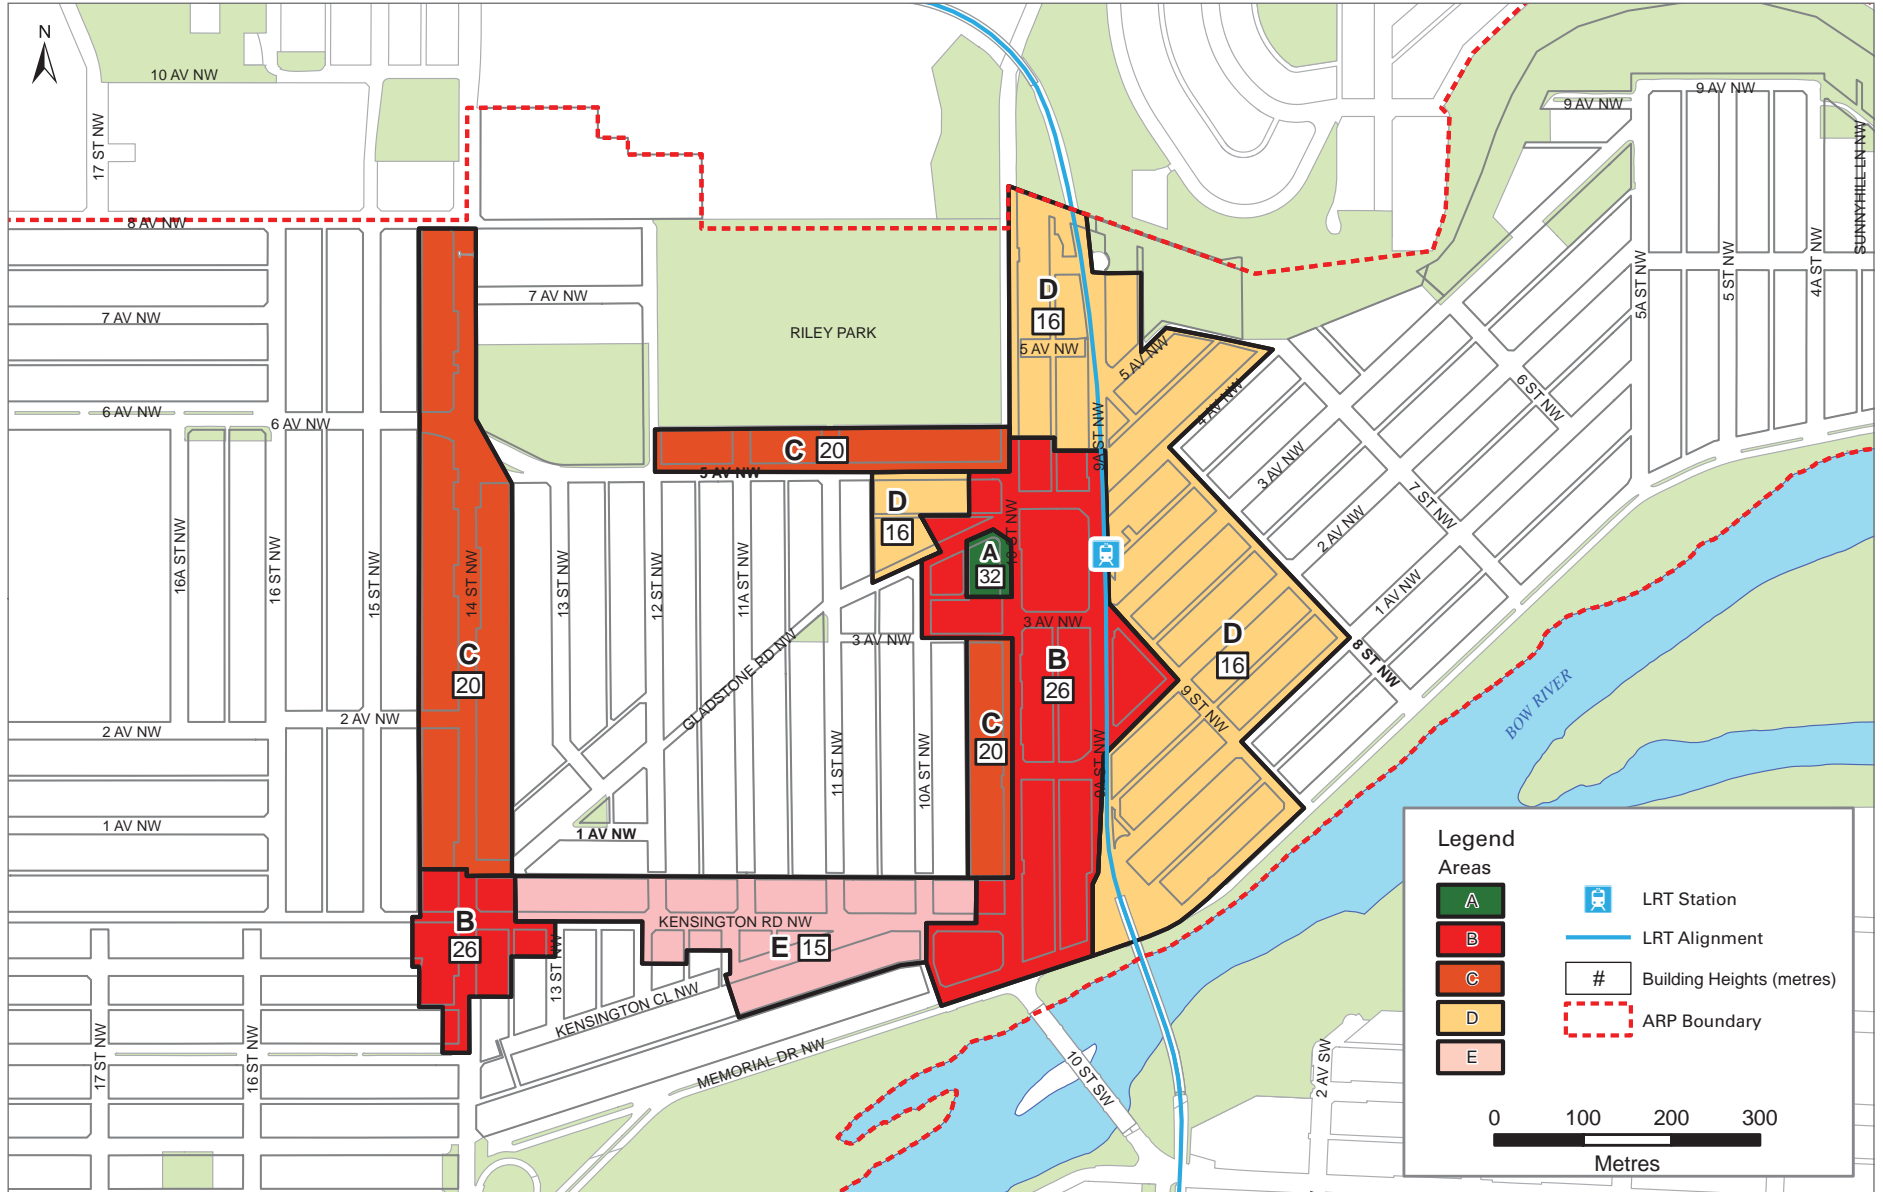 N
10 AV NW
17 ST NW
9 AV NW
9 AV NW
SUNNYHILL LN NW
8 AV NW
7 AV NW
7 AV NW
RILEY PARK
D
16
5 AV NW
5 AV NW
4 AV NW
5A ST NW
5 ST NW
4A ST NW
6 AV NW
6 AV NW
6 ST NW
9A ST NW
C
20
5 AV NW
3 AV NW
7 ST NW
2 AV NW
1 AV NW
D
16
A
32
10 ST NW
16A ST NW
16 ST NW
15 ST NW
14 ST NW
13 ST NW
12 ST NW
11A ST NW
GLADSTONE RD NW
3 AV NW
3 AV NW
C
20
B
26
D
16
8 ST NW
9 ST NW
BOW RIVER
2 AV NW
2 AV NW
C
20
11 ST NW
10A ST NW
9A ST NW
1 AV NW
1 AV NW
B
26
KENSINGTON RD NW
E
15
13 ST NW
KENSINGTON CL NW
MEMORIAL DR NW
17 ST NW
16 ST NW
10 ST SW
2 AV SW
Legend
Areas
A
B
C
D
E
LRT Station
LRT Alignment
# Building Heights (metres)
ARP Boundary
0 100 200 300
Metres